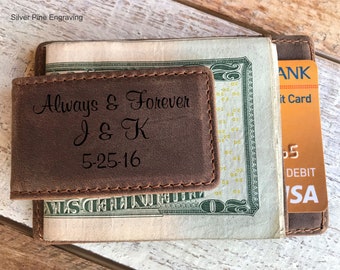 Silver Pine Engraving
Always & Forever
J & K
5-25-16
BANK
it Card
DEBIT
VISA